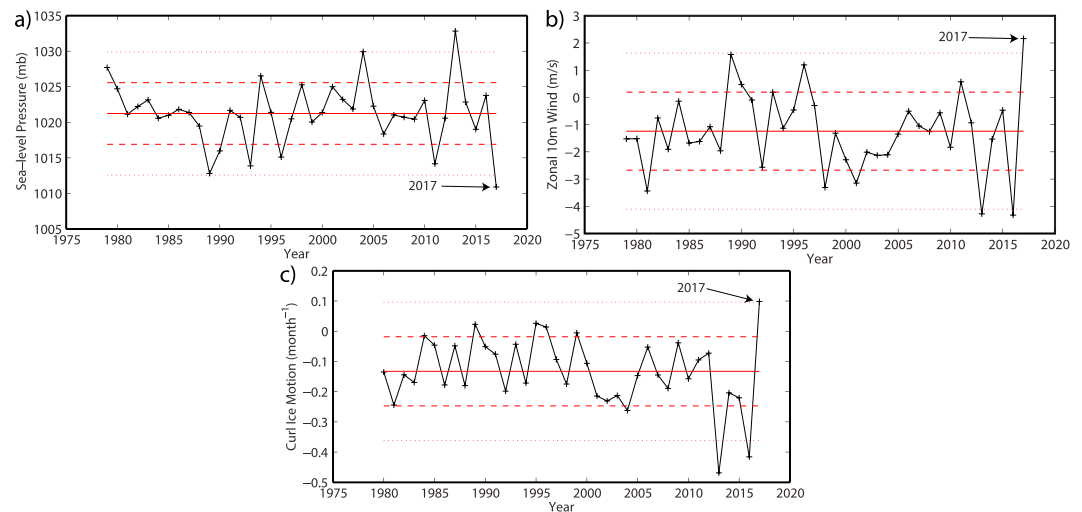 a)
Sea-level Pressure (mb)
1035
1030
1025
1020
1015
1010
1005
2017
1975 1980 1985 1990 1995 2000 2005 2010 2015 2020
Year
b)
Zonal 10m Wind (m/s)
3
2
1
0
−1
−2
−3
−4
−5
2017
1975 1980 1985 1990 1995 2000 2005 2010 2015 2020
Year
c)
Curl Ice Motion (month⁻¹)
0.2
0.1
0
−0.1
−0.2
−0.3
−0.4
−0.5
2017
1975 1980 1985 1990 1995 2000 2005 2010 2015 2020
Year